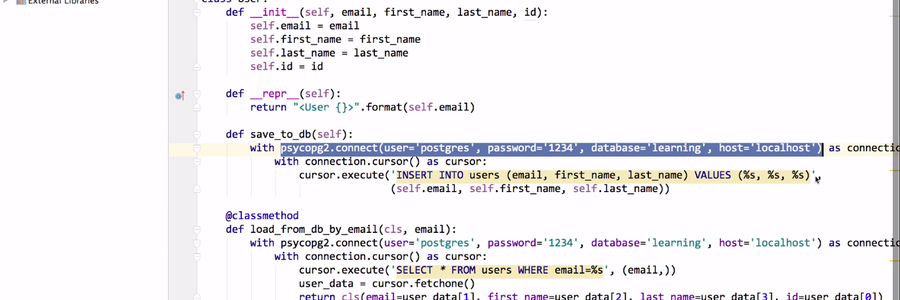 External Libraries
class User:
def __init__(self, email, first_name, last_name, id):
self.email = email
self.first_name = first_name
self.last_name = last_name
self.id = id
def __repr__(self):
return "<User {}>".format(self.email)
def save_to_db(self):
with psycopg2.connect(user='postgres', password='1234', database='learning', host='localhost') as connectio
with connection.cursor() as cursor:
cursor.execute('INSERT INTO users (email, first_name, last_name) VALUES (%s, %s, %s)',
(self.email, self.first_name, self.last_name))
@classmethod
def load_from_db_by_email(cls, email):
with psycopg2.connect(user='postgres', password='1234', database='learning', host='localhost') as connectio
with connection.cursor() as cursor:
cursor.execute('SELECT * FROM users WHERE email=%s', (email,))
user_data = cursor.fetchone()
return cls(email=user_data[1], first_name=user_data[2], last_name=user_data[3], id=user_data[0])